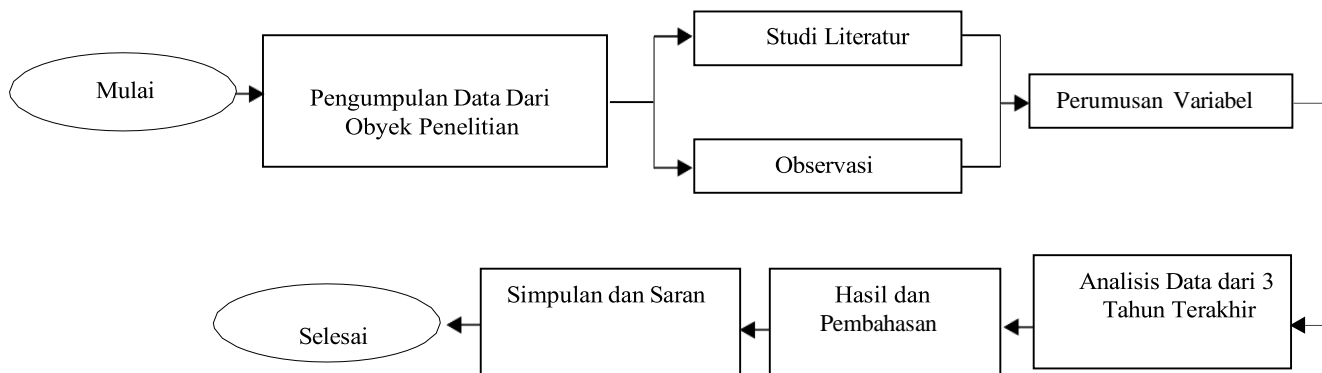 Mulai
Pengumpulan Data Dari
Obyek Penelitian
Studi Literatur
Observasi
Perumusan Variabel
Analisis Data dari 3
Tahun Terakhir
Hasil dan
Pembahasan
Simpulan dan Saran
Selesai